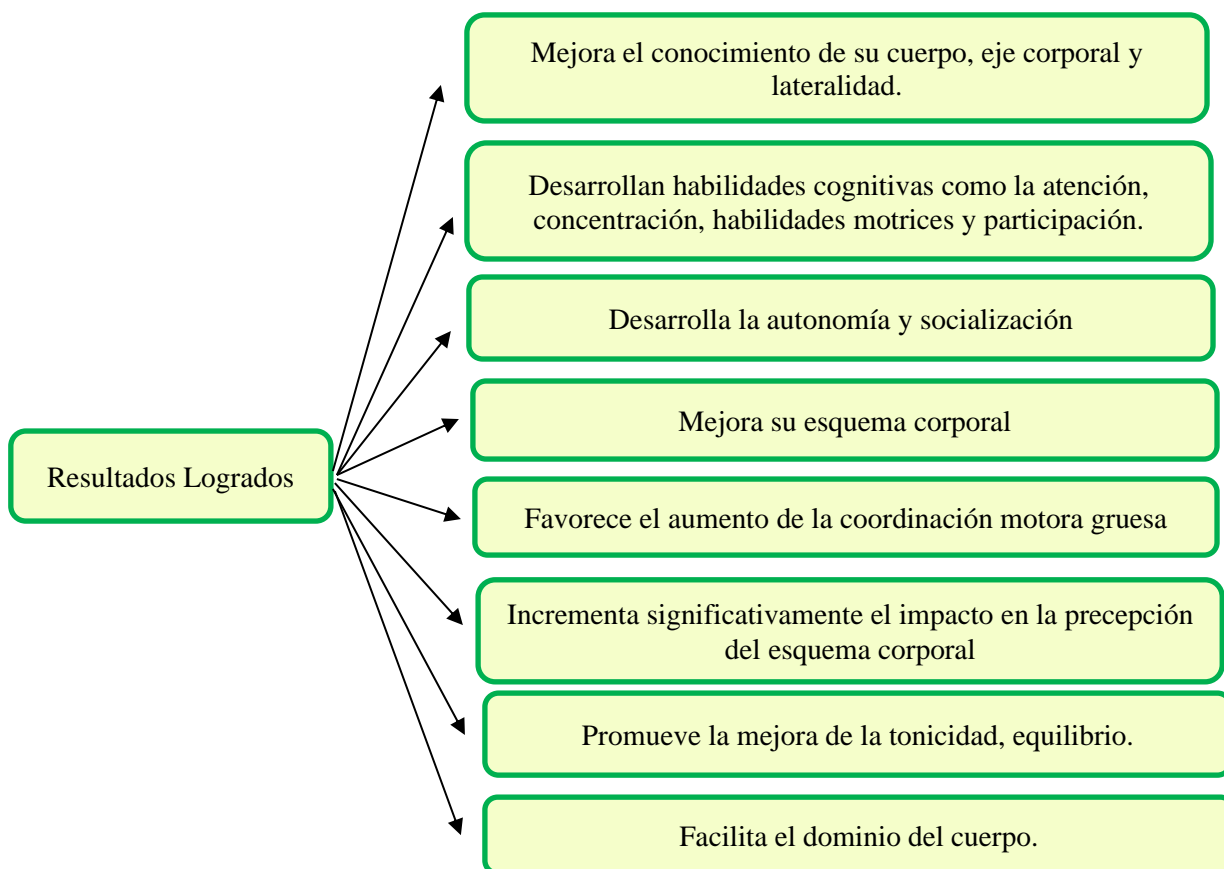 Mejora el conocimiento de su cuerpo, eje corporal y
lateralidad.
Desarrollan habilidades cognitivas como la atención,
concentración, habilidades motrices y participación.
Desarrolla la autonomía y socialización
Mejora su esquema corporal
Resultados Logrados
Favorece el aumento de la coordinación motora gruesa
Incrementa significativamente el impacto en la precepción
del esquema corporal
Promueve la mejora de la tonicidad, equilibrio.
Facilita el dominio del cuerpo.